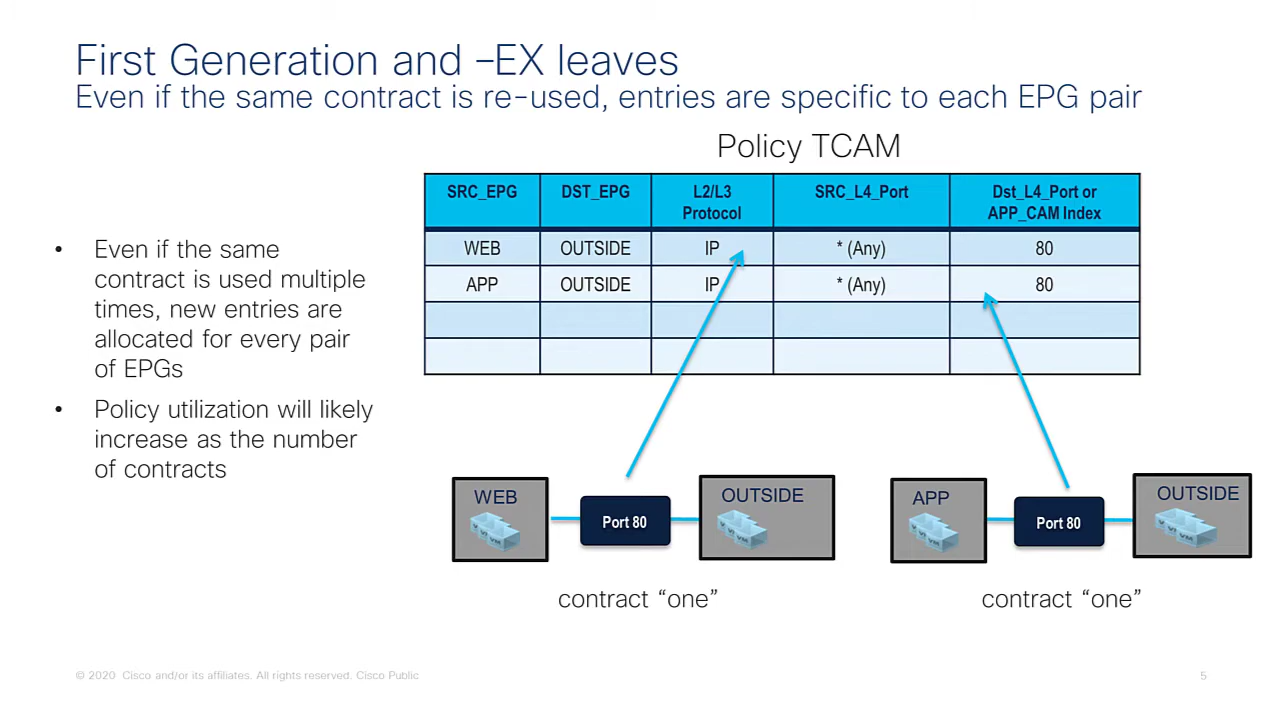 First Generation and –EX leaves
Even if the same contract is re-used, entries are specific to each EPG pair
Policy TCAM
SRC_EPG DST_EPG L2/L3 Protocol SRC_L4_Port Dst_L4_Port or APP_CAM Index
WEB OUTSIDE IP * (Any) 80
APP OUTSIDE IP * (Any) 80
• Even if the same
contract is used multiple
times, new entries are
allocated for every pair
of EPGs
• Policy utilization will likely
increase as the number
of contracts
WEB
Port 80
OUTSIDE
contract “one”
APP
Port 80
OUTSIDE
contract “one”
© 2020 Cisco and/or its affiliates. All rights reserved. Cisco Public
5